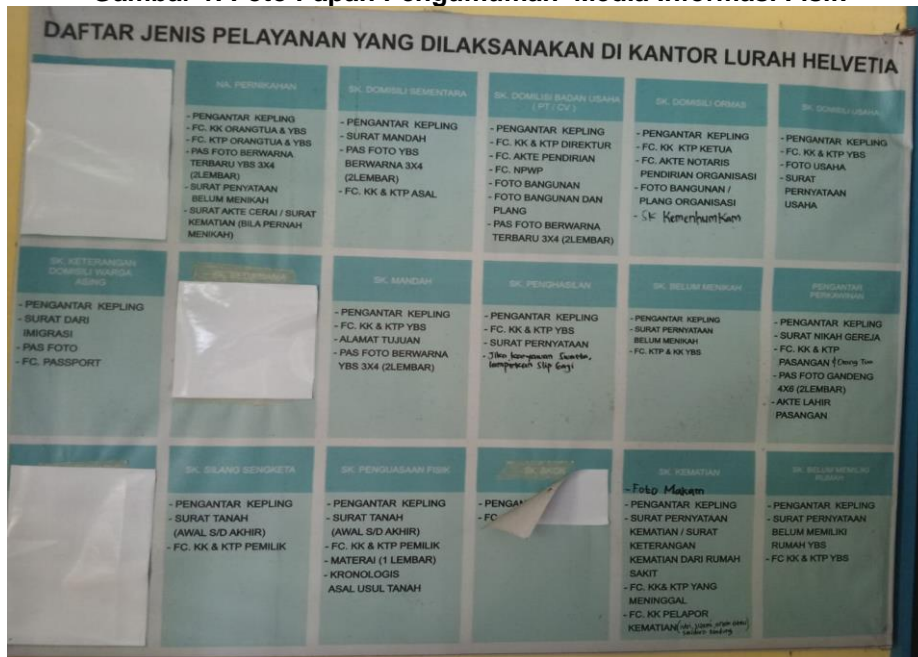 DAFTAR JENIS PELAYANAN YANG DILAKSANAKAN DI KANTOR LURAH HELVETIA
NA. PERNIKAHAN
- PENGANTAR KEPLING
- FC. KK ORANGTUA & YBS
- FC. KTP ORANGTUA & YBS
- PAS FOTO BERWARNA
TERBARU YBS 3X4
(2LEMBAR)
- SURAT PENYATAAN
BELUM MENIKAH
- SURAT AKTE CERAI / SURAT
KEMATIAN (BILA PERNAH
MENIKAH)
SK. DOMISILI SEMENTARA
- PENGANTAR KEPLING
- SURAT MANDAH
- PAS FOTO YBS
BERWARNA 3X4
(2LEMBAR)
- FC. KK & KTP ASAL
SK. DOMILISI BADAN USAHA
( PT / CV )
- PENGANTAR KEPLING
- FC. KK & KTP DIREKTUR
- FC. AKTE PENDIRIAN
- FC. NPWP
- FOTO BANGUNAN
- FOTO BANGUNAN DAN
PLANG
- PAS FOTO BERWARNA
TERBARU 3X4 (2LEMBAR)
SK. DOMISILI ORMAS
- PENGANTAR KEPLING
- FC. KK KTP KETUA
- FC. AKTE NOTARIS
PENDIRIAN ORGANISASI
- FOTO BANGUNAN /
PLANG ORGANISASI
- SK KemenhumKam
SK. DOMISILI USAHA
- PENGANTAR KEPLING
- FC. KK & KTP YBS
- FOTO USAHA
- SURAT
PERNYATAAN
USAHA
SK. KETERANGAN
DOMISILI WARGA
ASING
- PENGANTAR KEPLING
- SURAT DARI
IMIGRASI
- PAS FOTO
- FC. PASSPORT
SK. MANDAH
- PENGANTAR KEPLING
- FC. KK & KTP YBS
- ALAMAT TUJUAN
- PAS FOTO BERWARNA
YBS 3X4 (2LEMBAR)
SK. PENGHASILAN
- PENGANTAR KEPLING
- FC. KK & KTP YBS
- SURAT PERNYATAAN
- Jika karyawan Swasta,
lampirkan Slip Gaji
SK. BELUM MENIKAH
- PENGANTAR KEPLING
- SURAT PERNYATAAN
BELUM MENIKAH
- FC. KTP & KK YBS
PENGANTAR
PERKAWINAN
- PENGANTAR KEPLING
- SURAT NIKAH GEREJA
- FC. KK & KTP
PASANGAN + Orang Tua
- PAS FOTO GANDENG
4X6 (2LEMBAR)
- AKTE LAHIR
PASANGAN
SK. SILANG SENGKETA
- PENGANTAR KEPLING
- SURAT TANAH
(AWAL S/D AKHIR)
- FC. KK & KTP PEMILIK
SK. PENGUASAAN FISIK
- PENGANTAR KEPLING
- SURAT TANAH
(AWAL S/D AKHIR)
- FC. KK & KTP PEMILIK
- MATERAI (1 LEMBAR)
- KRONOLOGIS
ASAL USUL TANAH
- PENGAN
- FC
SK. KEMATIAN
- Foto Makam
- PENGANTAR KEPLING
- SURAT PERNYATAAN
KEMATIAN / SURAT
KETERANGAN
KEMATIAN DARI RUMAH
SAKIT
- FC. KK& KTP YANG
MENINGGAL
- FC. KK PELAPOR
KEMATIAN
SK. BELUM MEMILIKI
RUMAH
- PENGANTAR KEPLING
- SURAT PERNYATAAN
BELUM MEMILIKI
RUMAH YBS
- FC KK & KTP YBS